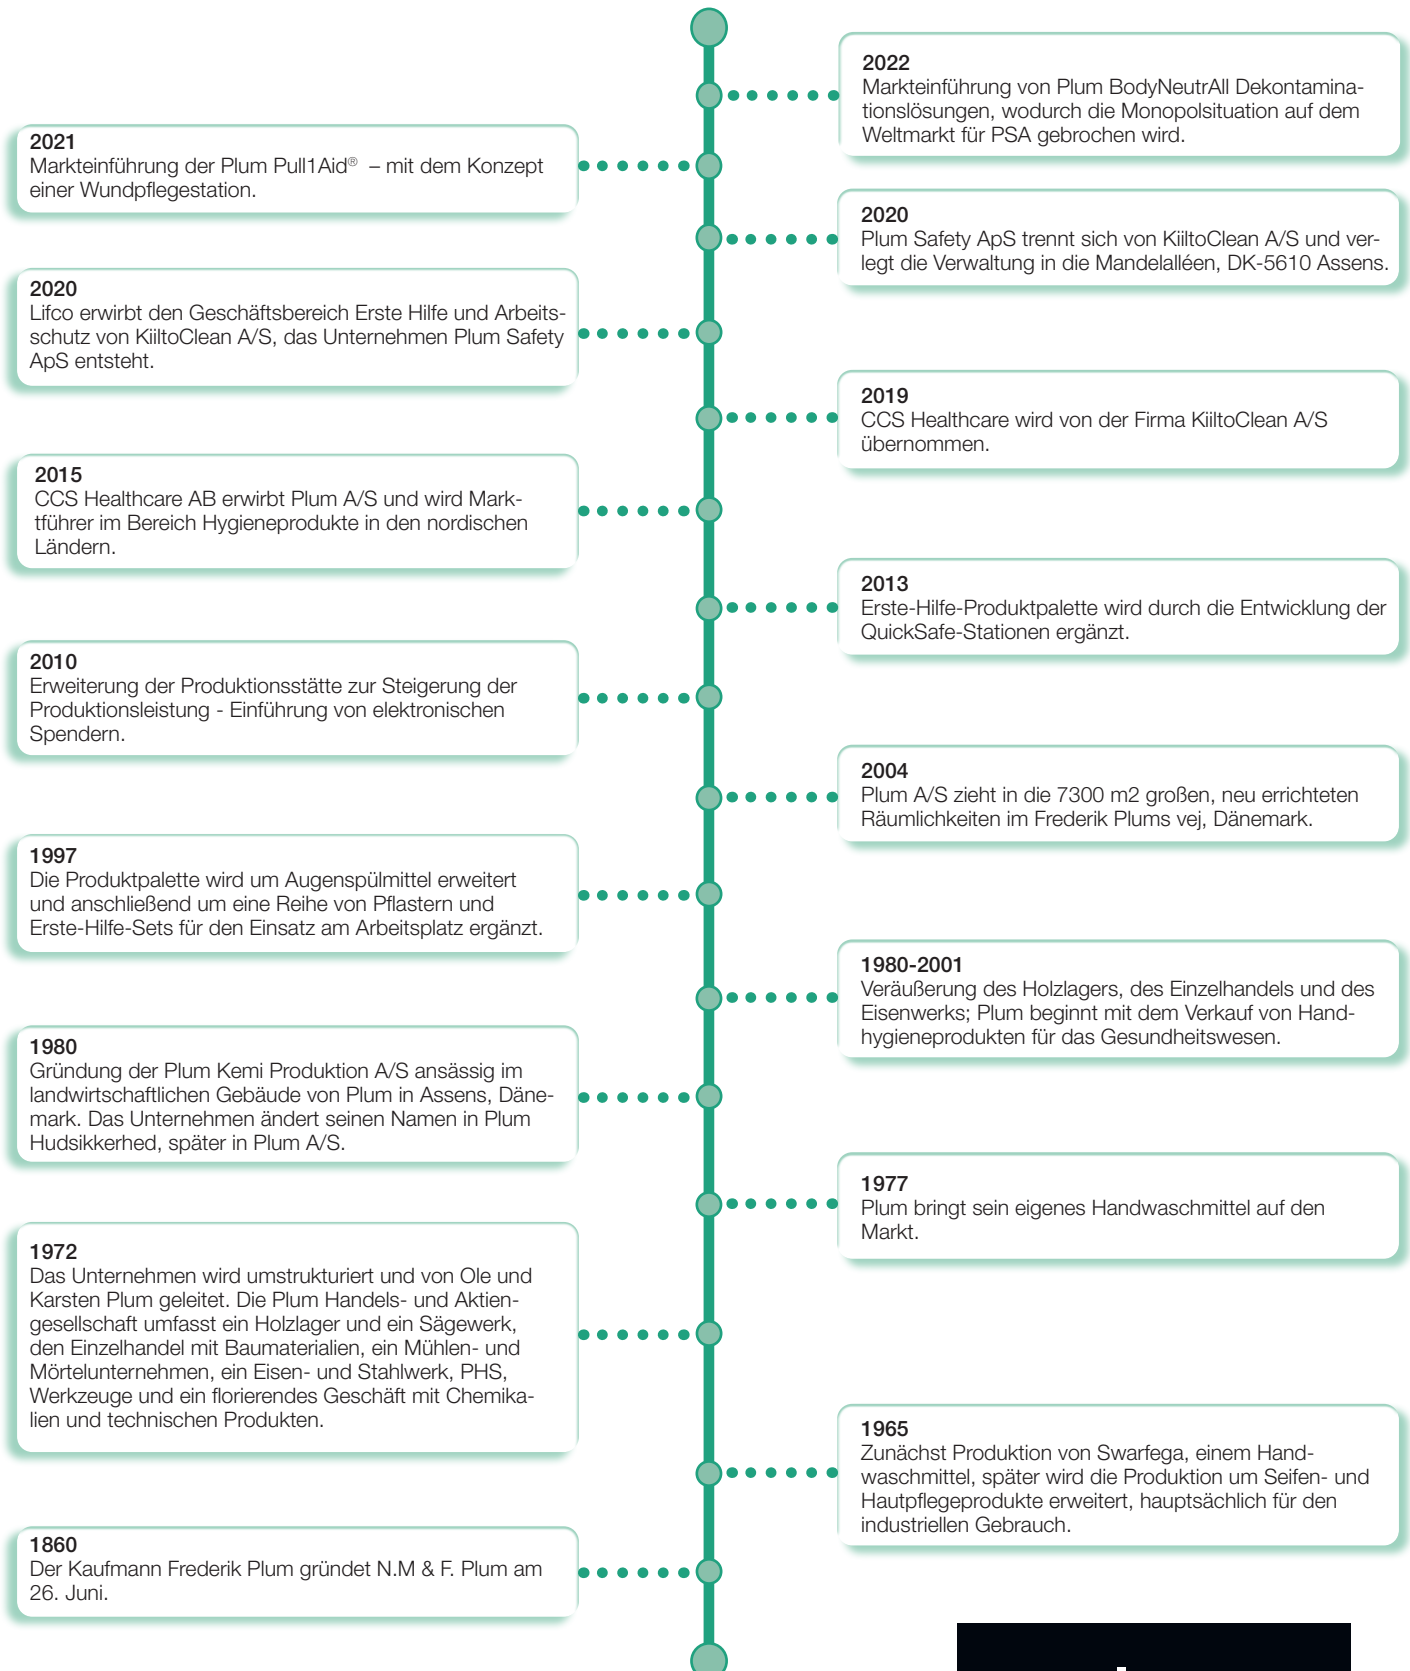 2022
Markteinführung von Plum BodyNeutrAll Dekontamina-
tionslösungen, wodurch die Monopolsituation auf dem
Weltmarkt für PSA gebrochen wird.
2021
Markteinführung der Plum Pull1Aid® – mit dem Konzept
einer Wundpflegestation.
2020
Plum Safety ApS trennt sich von KiiltoClean A/S und ver-
legt die Verwaltung in die Mandelalléen, DK-5610 Assens.
2020
Lifco erwirbt den Geschäftsbereich Erste Hilfe und Arbeits-
schutz von KiiltoClean A/S, das Unternehmen Plum Safety
ApS entsteht.
2019
CCS Healthcare wird von der Firma KiiltoClean A/S
übernommen.
2015
CCS Healthcare AB erwirbt Plum A/S und wird Mark-
tführer im Bereich Hygieneprodukte in den nordischen
Ländern.
2013
Erste-Hilfe-Produktpalette wird durch die Entwicklung der
QuickSafe-Stationen ergänzt.
2010
Erweiterung der Produktionsstätte zur Steigerung der
Produktionsleistung - Einführung von elektronischen
Spendern.
2004
Plum A/S zieht in die 7300 m2 großen, neu errichteten
Räumlichkeiten im Frederik Plums vej, Dänemark.
1997
Die Produktpalette wird um Augenspülmittel erweitert
und anschließend um eine Reihe von Pflastern und
Erste-Hilfe-Sets für den Einsatz am Arbeitsplatz ergänzt.
1980-2001
Veräußerung des Holzlagers, des Einzelhandels und des
Eisenwerks; Plum beginnt mit dem Verkauf von Hand-
hygieneprodukten für das Gesundheitswesen.
1980
Gründung der Plum Kemi Produktion A/S ansässig im
landwirtschaftlichen Gebäude von Plum in Assens, Däne-
mark. Das Unternehmen ändert seinen Namen in Plum
Hudsikkerhed, später in Plum A/S.
1977
Plum bringt sein eigenes Handwaschmittel auf den
Markt.
1972
Das Unternehmen wird umstrukturiert und von Ole und
Karsten Plum geleitet. Die Plum Handels- und Aktien-
gesellschaft umfasst ein Holzlager und ein Sägewerk,
den Einzelhandel mit Baumaterialien, ein Mühlen- und
Mörtelunternehmen, ein Eisen- und Stahlwerk, PHS,
Werkzeuge und ein florierendes Geschäft mit Chemika-
lien und technischen Produkten.
1965
Zunächst Produktion von Swarfega, einem Hand-
waschmittel, später wird die Produktion um Seifen- und
Hautpflegeprodukte erweitert, hauptsächlich für den
industriellen Gebrauch.
1860
Der Kaufmann Frederik Plum gründet N.M & F. Plum am
26. Juni.